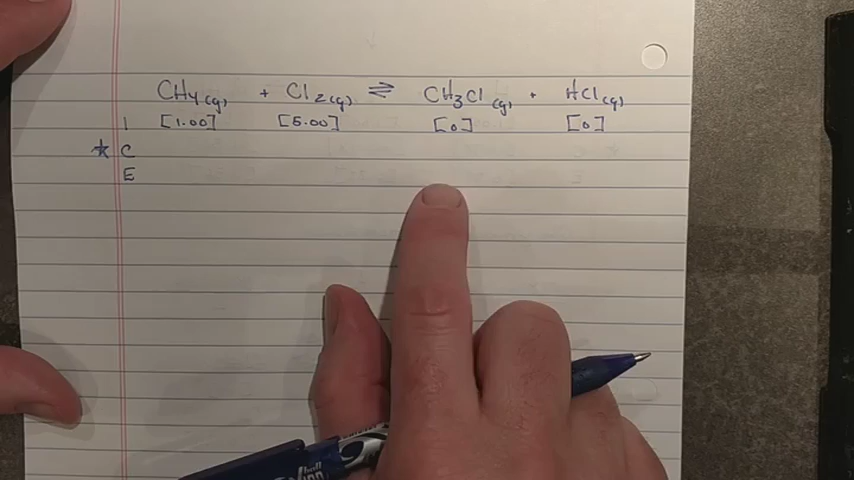 CH4(g) + Cl2(g) ⇌ CH3Cl(g) + HCl(g)
I [1.00] [5.00] [0] [0]
★ C
E